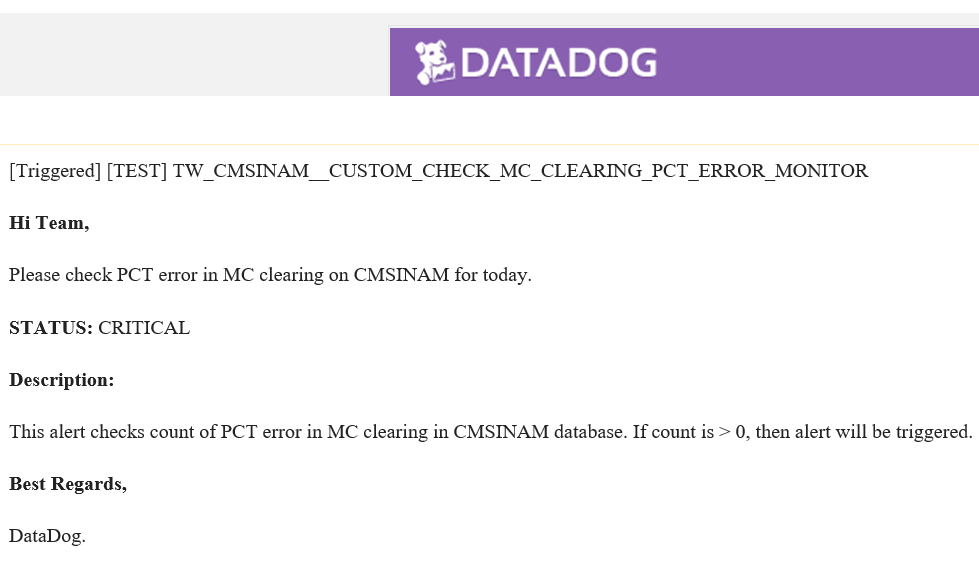 DATADOG
[Triggered] [TEST] TW_CMSINAM__CUSTOM_CHECK_MC_CLEARING_PCT_ERROR_MONITOR
Hi Team,
Please check PCT error in MC clearing on CMSINAM for today.
STATUS: CRITICAL
Description:
This alert checks count of PCT error in MC clearing in CMSINAM database. If count is > 0, then alert will be triggered.
Best Regards,
DataDog.